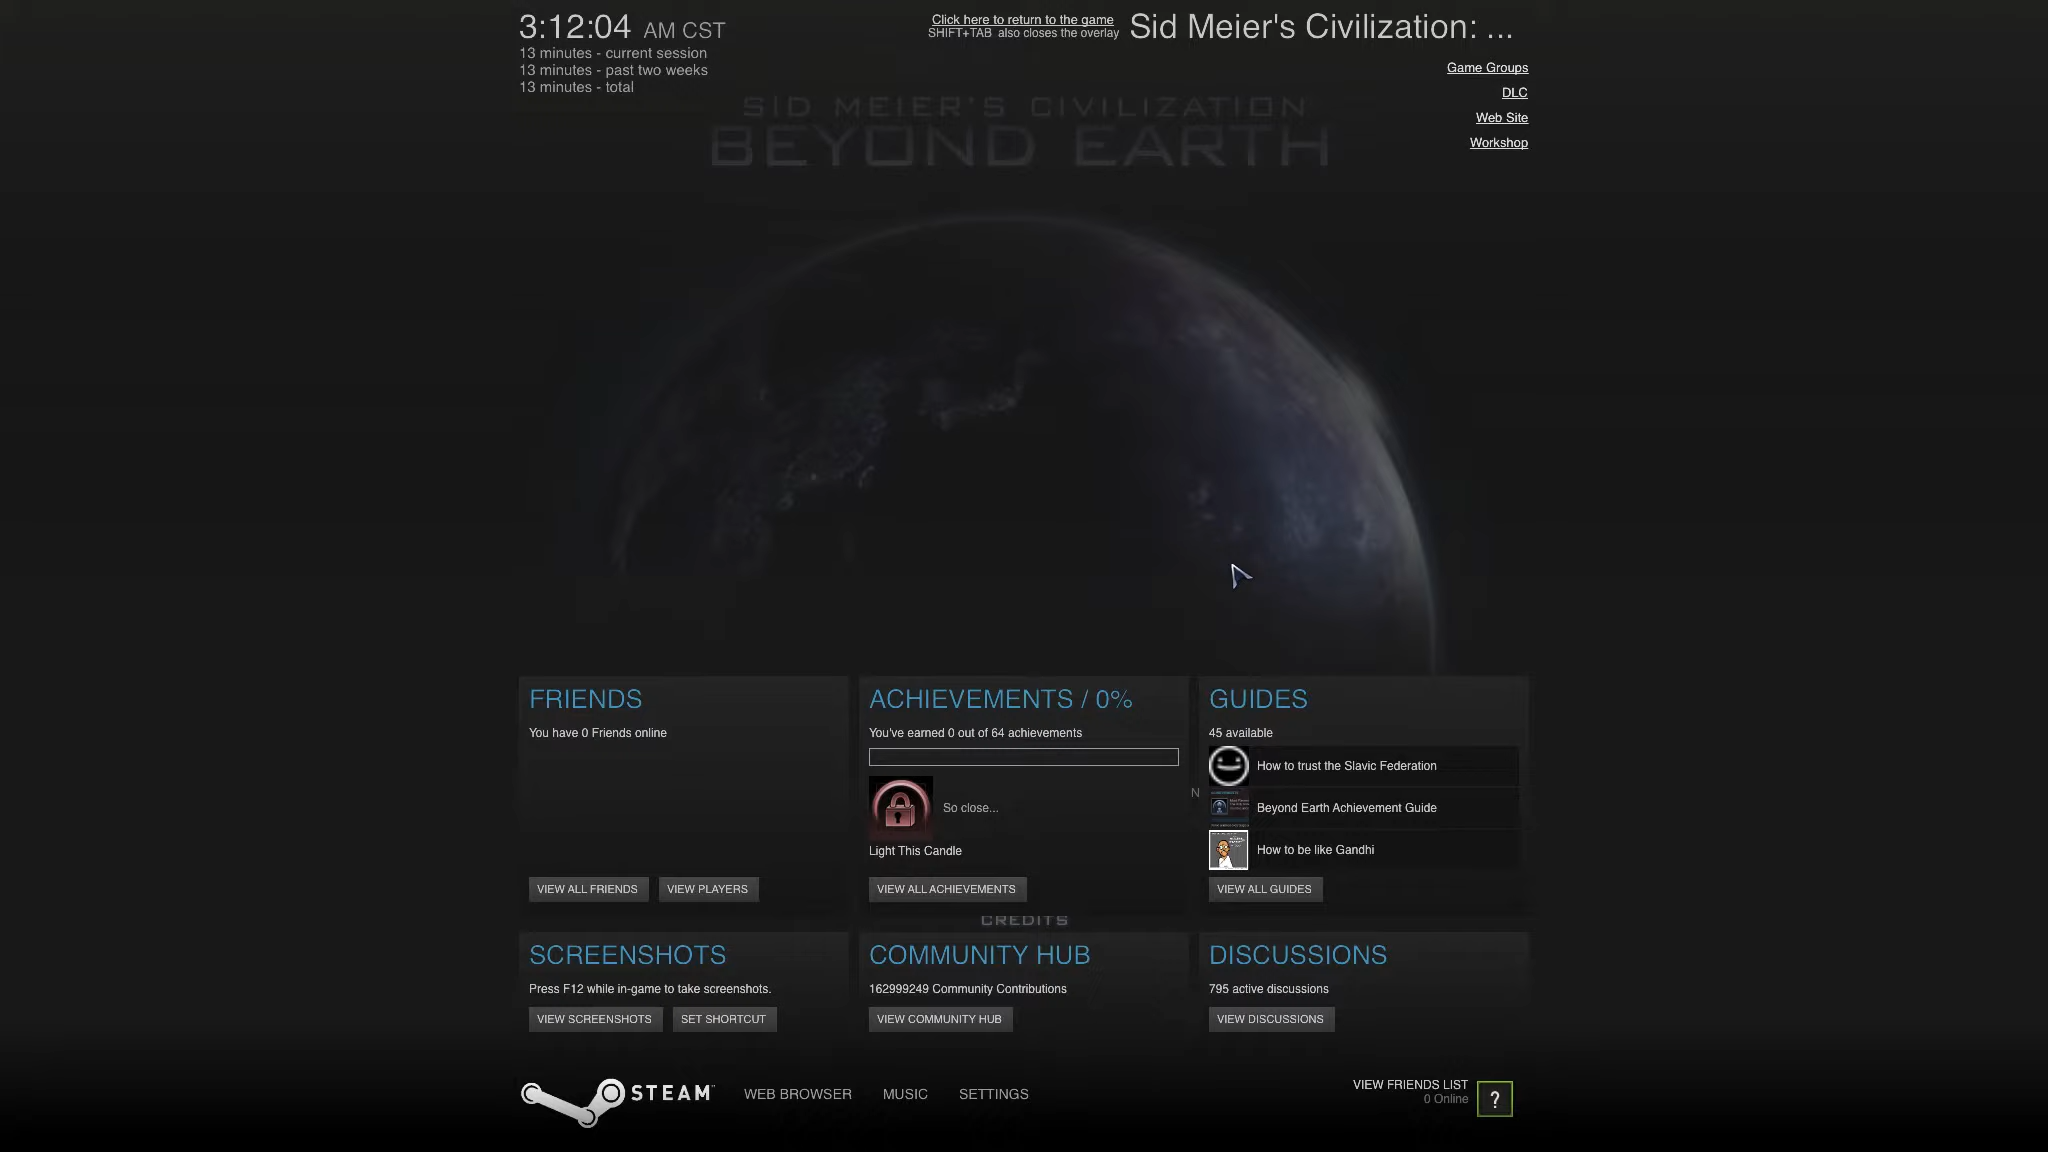 3:12:04 AM CST
13 minutes - current session
13 minutes - past two weeks
13 minutes - total
Click here to return to the game
SHIFT+TAB also closes the overlay
Sid Meier's Civilization: ...
Game Groups
DLC
Web Site
Workshop
SID MEIER'S CIVILIZATION
BEYOND EARTH
FRIENDS
You have 0 Friends online
VIEW ALL FRIENDS
VIEW PLAYERS
ACHIEVEMENTS / 0%
You've earned 0 out of 64 achievements
So close...
Light This Candle
VIEW ALL ACHIEVEMENTS
N
GUIDES
45 available
How to trust the Slavic Federation
Beyond Earth Achievement Guide
How to be like Gandhi
VIEW ALL GUIDES
CREDITS
SCREENSHOTS
Press F12 while in-game to take screenshots.
VIEW SCREENSHOTS
SET SHORTCUT
COMMUNITY HUB
162999249 Community Contributions
VIEW COMMUNITY HUB
DISCUSSIONS
795 active discussions
VIEW DISCUSSIONS
STEAM
WEB BROWSER
MUSIC
SETTINGS
VIEW FRIENDS LIST
0 Online
?